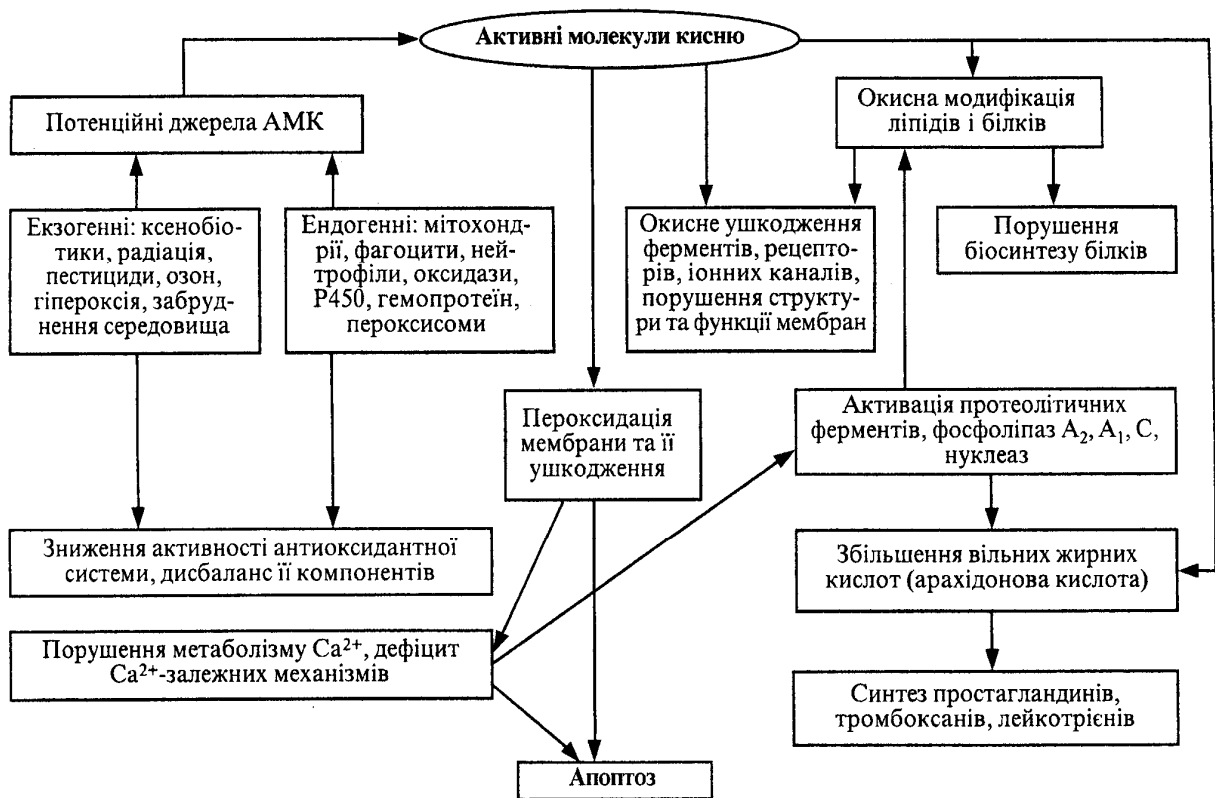 Активні молекули кисню
Потенційні джерела АМК
Окисна модифікація
ліпідів і білків
Екзогенні: ксенобіо-
тики, радіація,
пестициди, озон,
гіпероксія, забруд-
нення середовища
Ендогенні: мітохонд-
рії, фагоцити, ней-
трофіли, оксидази,
Р450, гемопротеїн,
пероксисоми
Окисне ушкодження
ферментів, рецепто-
рів, іонних каналів,
порушення структу-
ри та функції мембран
Порушення
біосинтезу білків
Пероксидація
мембрани та її
ушкодження
Активація протеолітичних
ферментів, фосфоліпаз А₂, А₁, С,
нуклеаз
Зниження активності антиоксидантної
системи, дисбаланс її компонентів
Збільшення вільних жирних
кислот (арахідонова кислота)
Порушення метаболізму Са²⁺, дефіцит
Са²⁺-залежних механізмів
Синтез простагландинів,
тромбоксанів, лейкотрієнів
Апоптоз